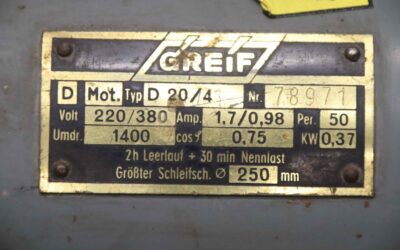 GREIF
D Mot. Typ D 20/4 Nr. 78971
Volt 220/380 Amp. 1,7/0,98 Per. 50
Umdr. 1400 cosφ 0,75 KW 0,37
2h Leerlauf + 30 min Nennlast
Größter Schleifsch. Ø 250 mm